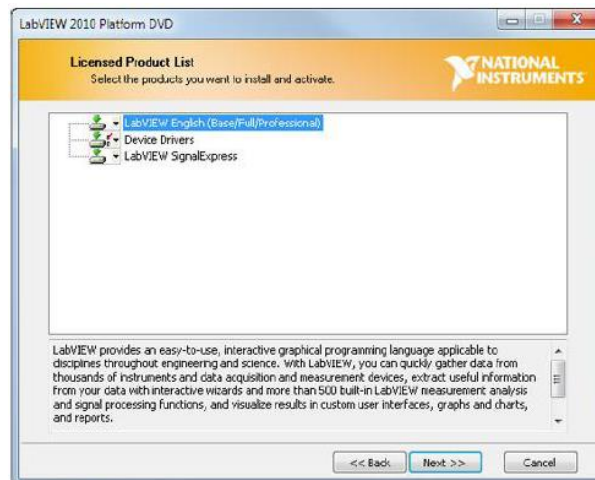 LabVIEW 2010 Platform DVD
Licensed Product List
Select the products you want to install and activate.
NATIONAL
INSTRUMENTS
LabVIEW English (Base/Full/Professional)
Device Drivers
LabVIEW SignalExpress
LabVIEW provides an easy-to-use, interactive graphical programming language applicable to
disciplines throughout engineering and science. With LabVIEW, you can quickly gather data from
thousands of instruments and data acquisition and measurement devices, extract useful information
from your data with interactive wizards and more than 500 built-in LabVIEW measurement analysis
and signal processing functions, and visualize results in custom user interfaces, graphs and charts,
and reports.
<< Back
Next >>
Cancel